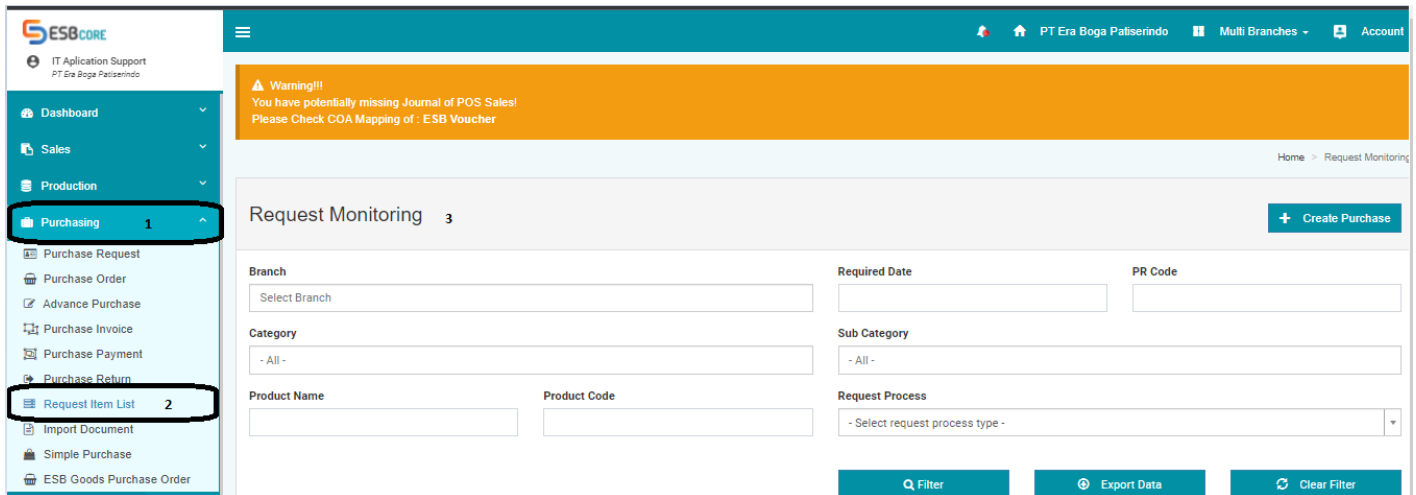 ESBCORE
IT Aplication Support
PT Era Boga Patiserindo
Dashboard
Sales
Production
Purchasing 1
Purchase Request
Purchase Order
Advance Purchase
Purchase Invoice
Purchase Payment
Purchase Return
Request Item List 2
Import Document
Simple Purchase
ESB Goods Purchase Order
PT Era Boga Patiserindo Multi Branches Account
Warning!!!
You have potentially missing Journal of POS Sales!
Please Check COA Mapping of : ESB Voucher
Home > Request Monitoring
Request Monitoring 3
+ Create Purchase
Branch
Select Branch
Required Date
PR Code
Category
- All -
Sub Category
- All -
Product Name
Product Code
Request Process
- Select request process type -
Filter
Export Data
Clear Filter